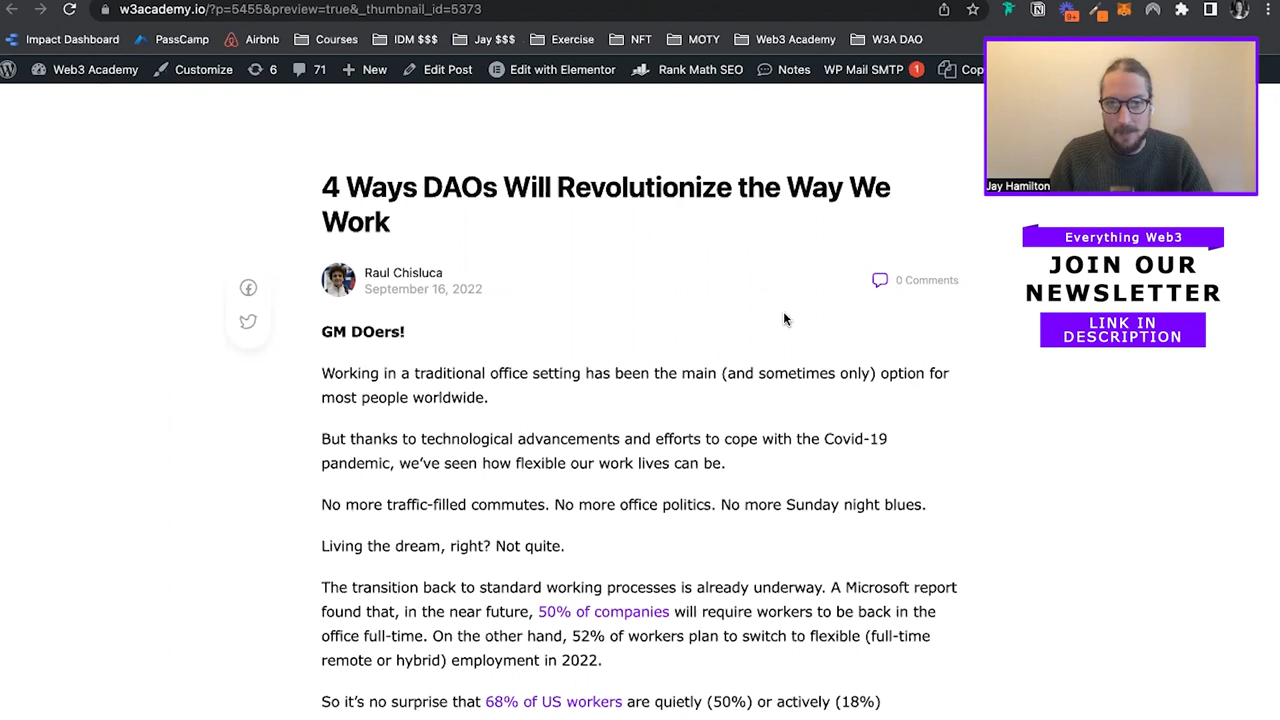 w3academy.io/?p=5455&preview=true&_thumbnail_id=5373
9+
Impact Dashboard PassCamp Airbnb Courses IDM $$$ Jay $$$ Exercise NFT MOTY Web3 Academy W3A DAO
Web3 Academy Customize 6 71 + New Edit Post Edit with Elementor Rank Math SEO Notes WP Mail SMTP 1 Cop
Jay Hamilton
Everything Web3
JOIN OUR
NEWSLETTER
LINK IN
DESCRIPTION
4 Ways DAOs Will Revolutionize the Way We
Work
Raul Chisluca
September 16, 2022
0 Comments
GM DOers!
Working in a traditional office setting has been the main (and sometimes only) option for
most people worldwide.
But thanks to technological advancements and efforts to cope with the Covid-19
pandemic, we’ve seen how flexible our work lives can be.
No more traffic-filled commutes. No more office politics. No more Sunday night blues.
Living the dream, right? Not quite.
The transition back to standard working processes is already underway. A Microsoft report
found that, in the near future, 50% of companies will require workers to be back in the
office full-time. On the other hand, 52% of workers plan to switch to flexible (full-time
remote or hybrid) employment in 2022.
So it’s no surprise that 68% of US workers are quietly (50%) or actively (18%)